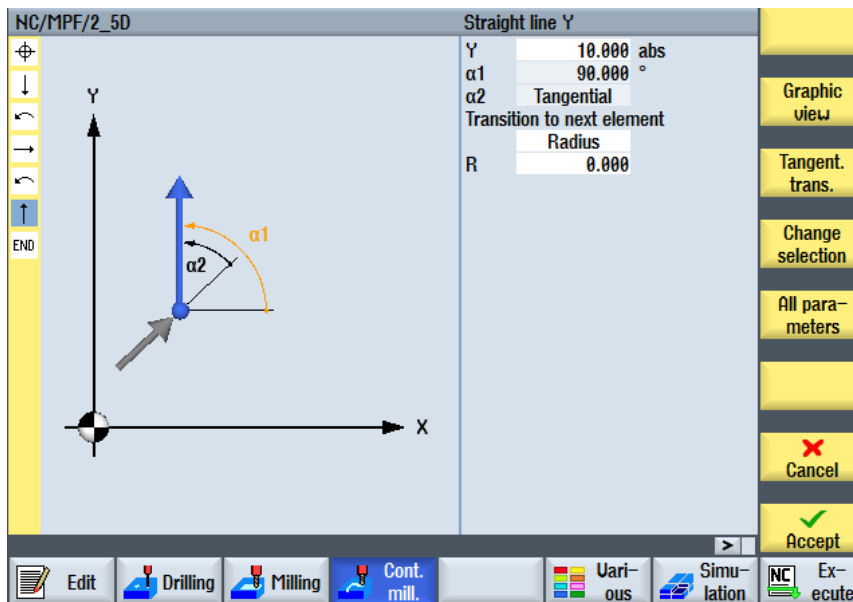 NC/MPF/2_5D
Straight line Y
Y 10.000 abs
α1 90.000 °
α2 Tangential
Transition to next element
Radius
R 0.000
END
Y
α1
α2
X
Graphic
view
Tangent.
trans.
Change
selection
All para-
meters
Cancel
Accept
>
Edit
Drilling
Milling
Cont.
mill.
Vari-
ous
Simu-
lation
NC
Ex-
ecute